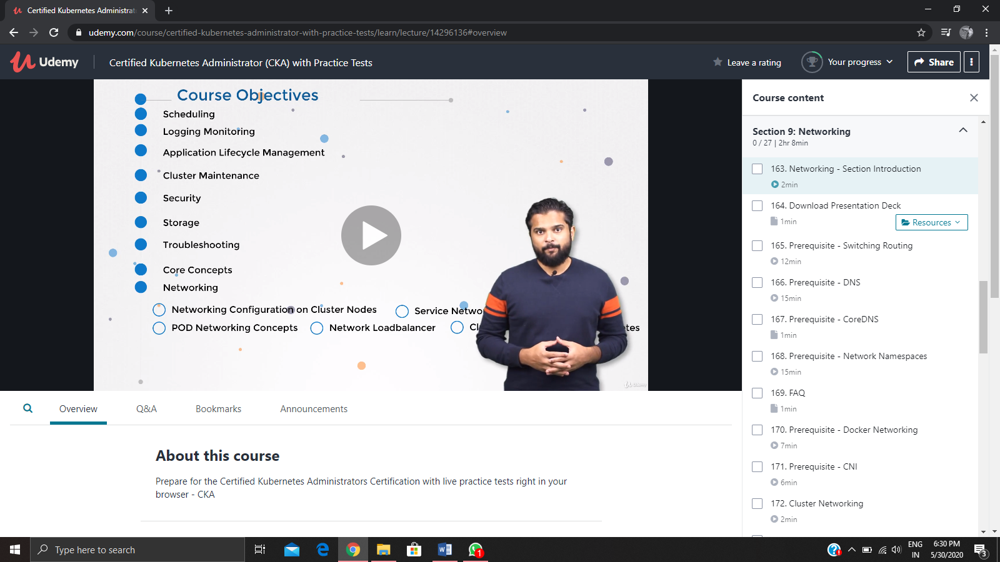 Certified Kubernetes Administrat
udemy.com/course/certified-kubernetes-administrator-with-practice-tests/learn/lecture/14296136#overview
Udemy
Certified Kubernetes Administrator (CKA) with Practice Tests
Leave a rating
Your progress
Share
Course Objectives
Scheduling
Logging Monitoring
Application Lifecycle Management
Cluster Maintenance
Security
Storage
Troubleshooting
Core Concepts
Networking
Networking Configuration on Cluster Nodes
Service Netwo
POD Networking Concepts
Network Loadbalancer
Cl
tes
Udemy
Course content
Section 9: Networking
0 / 27 | 2hr 8min
163. Networking - Section Introduction
2min
164. Download Presentation Deck
1min
Resources
165. Prerequisite - Switching Routing
12min
166. Prerequisite - DNS
15min
167. Prerequisite - CoreDNS
1min
168. Prerequisite - Network Namespaces
15min
169. FAQ
1min
170. Prerequisite - Docker Networking
7min
171. Prerequisite - CNI
6min
172. Cluster Networking
2min
Overview
Q&A
Bookmarks
Announcements
About this course
Prepare for the Certified Kubernetes Administrators Certification with live practice tests right in your
browser - CKA
Type here to search
1
ENG
IN
6:30 PM
5/30/2020
3